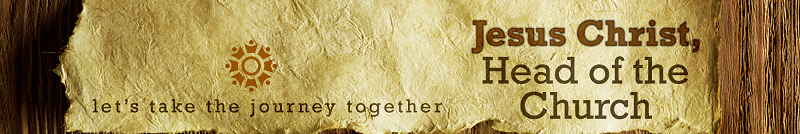 let's take the journey together
Jesus Christ,
Head of the
Church